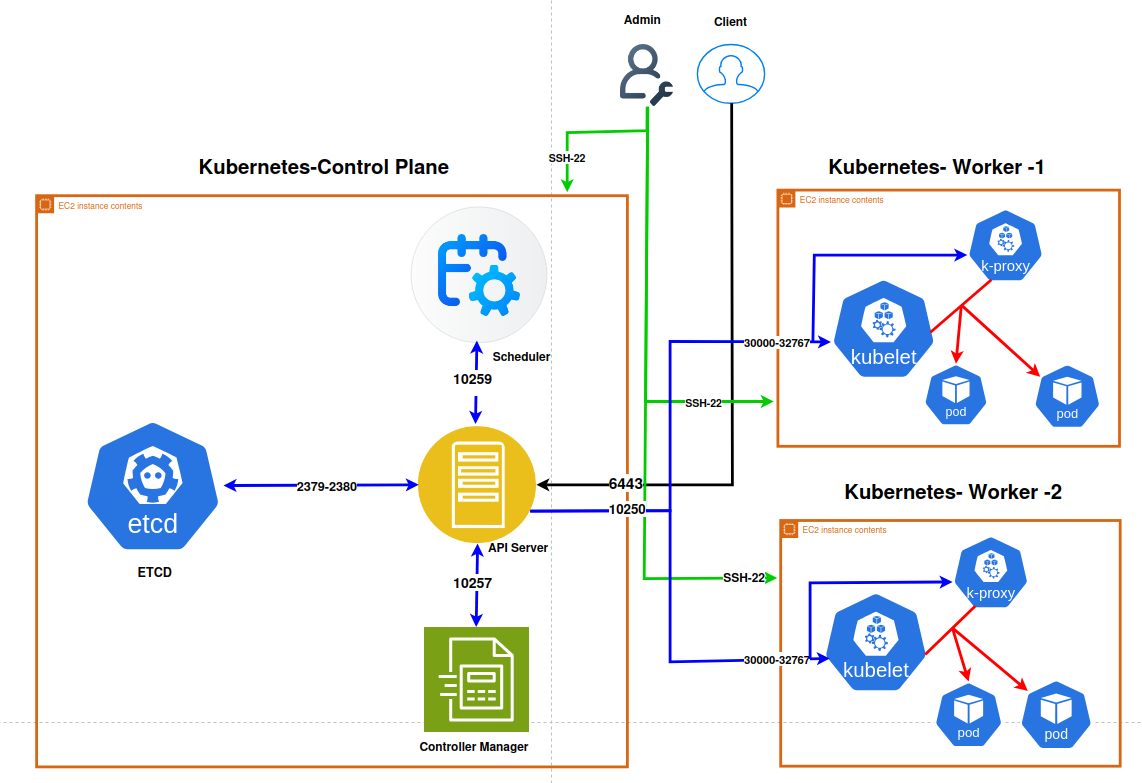 Admin
Client
SSH-22
Kubernetes-Control Plane
EC2 instance contents
Scheduler
10259
etcd
ETCD
2379-2380
API Server
6443
10250
10257
Controller Manager
Kubernetes- Worker -1
EC2 instance contents
k-proxy
30000-32767
kubelet
SSH-22
pod
pod
Kubernetes- Worker -2
EC2 instance contents
SSH-22
k-proxy
30000-32767
kubelet
pod
pod